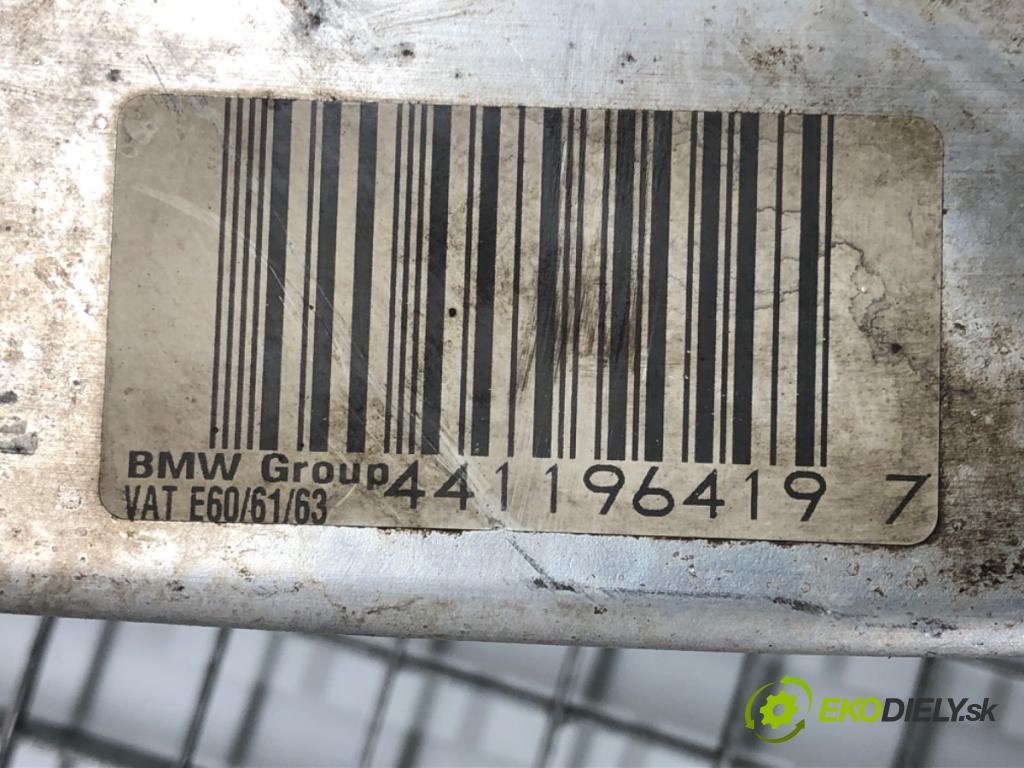 BMW Group 441196419 7
VAT E60/61/63
EKODIELY.sk